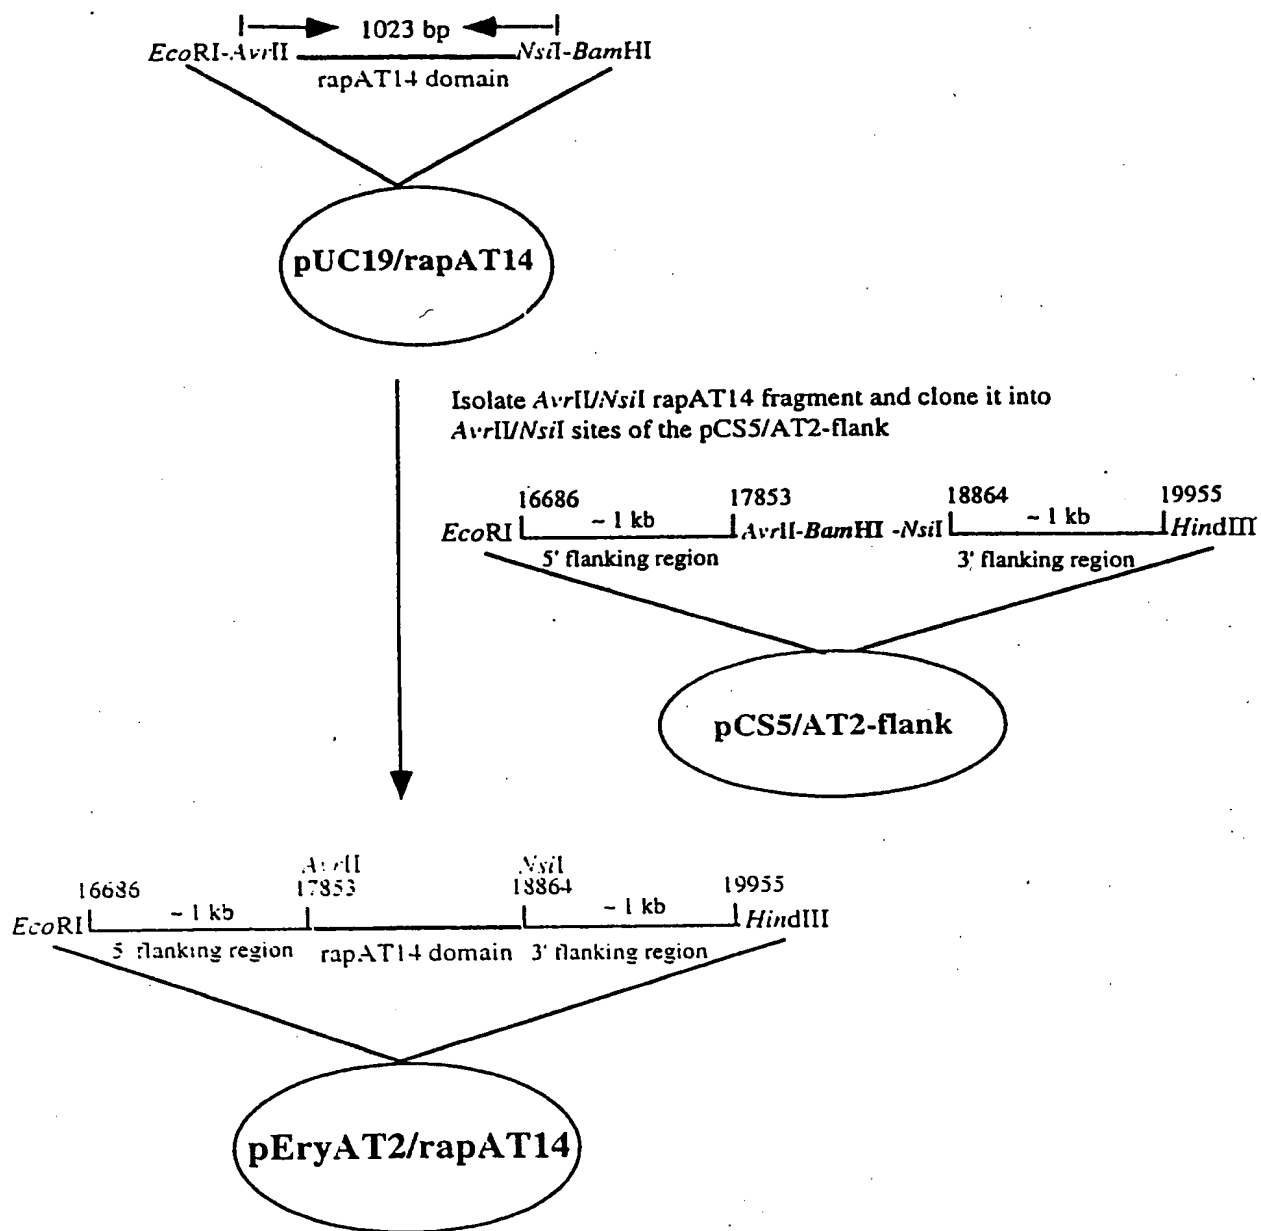 1023 bp
EcoRI-AvrII NsiI-BamHI
rapAT14 domain
pUC19/rapAT14
Isolate AvrII/NsiI rapAT14 fragment and clone it into
AvrII/NsiI sites of the pCS5/AT2-flank
16686 17853 18864 19955
EcoRI ~ 1 kb AvrII-BamHI -NsiI ~ 1 kb HindIII
5' flanking region 3' flanking region
pCS5/AT2-flank
AvrII NsiI
16686 17853 18864 19955
EcoRI ~ 1 kb ~ 1 kb HindIII
5' flanking region rapAT14 domain 3' flanking region
pEryAT2/rapAT14